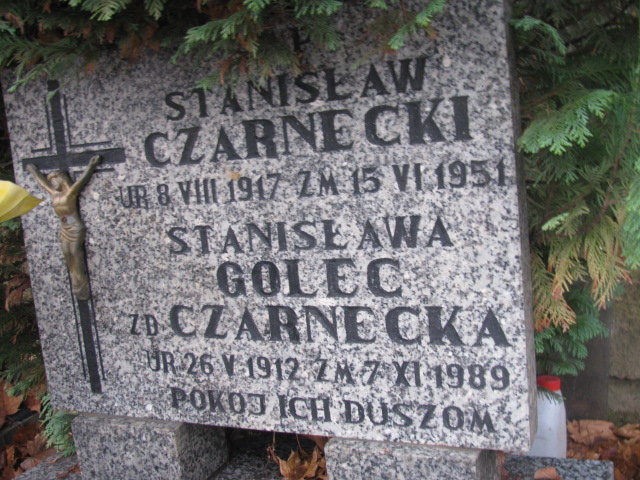 STANISŁAW
CZARNECKI
UR 8 VIII 1917 ZM 15 VI 1951
STANISŁAWA
GOLEC
ZD CZARNECKA
UR 26 V 1912 ZM 7 XI 1989
POKÓJ ICH DUSZOM